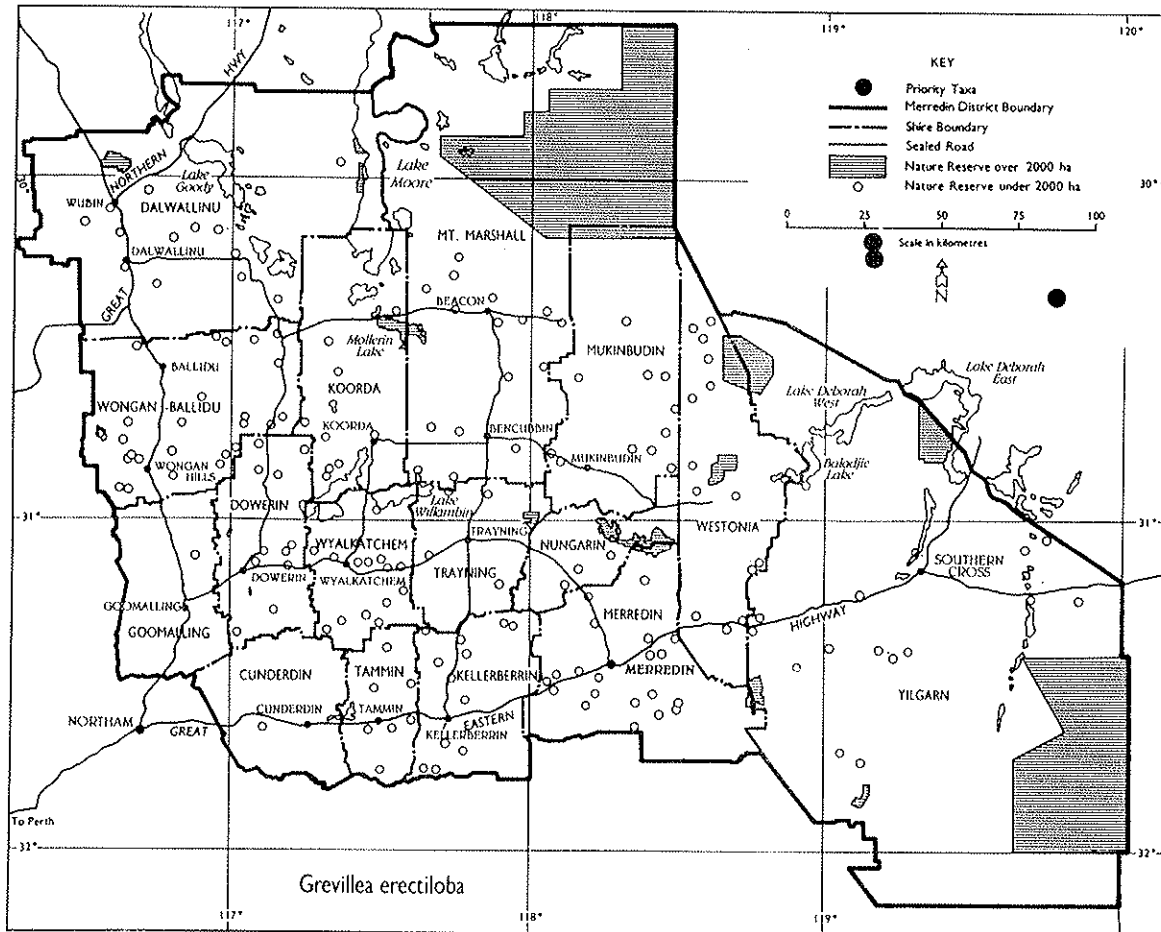 117°
118°
119°
120°
KEY
Priority Taxa
Merredin District Boundary
Shire Boundary
Sealed Road
Nature Reserve over 2000 ha
Nature Reserve under 2000 ha
0 25 50 75 100
Scale in kilometres
N
HWY
NORTHERN
Lake
Goody
Lake
Moore
30°
30°
WUBIN
DALWALLINU
DALWALLINU
MT. MARSHALL
GREAT
BEACON
Mollerin
Lake
MUKINBUDIN
BALLIDU
KOORDA
WONGAN
-BALLIDU
Lake Deborah
East
Lake Deborah
West
KOORDA
BENCUBBIN
MUKINBUDIN
WONGAN
HILLS
Baladjie
Lake
DOWERIN
Lake
Wilkambin
31°
31°
WYALKATCHEM
TRAYNING
NUNGARIN
WESTONIA
DOWERIN
WYALKATCHEM
TRAYNING
SOUTHERN
CROSS
GOOMALLING
GOOMALLING
MERREDIN
HIGHWAY
CUNDERDIN
TAMMIN
KELLERBERRIN
MERREDIN
YILGARN
NORTHAM
GREAT
CUNDERDIN
TAMMIN
EASTERN
KELLERBERRIN
To Perth
32°
32°
Grevillea erectiloba
117°
118°
119°